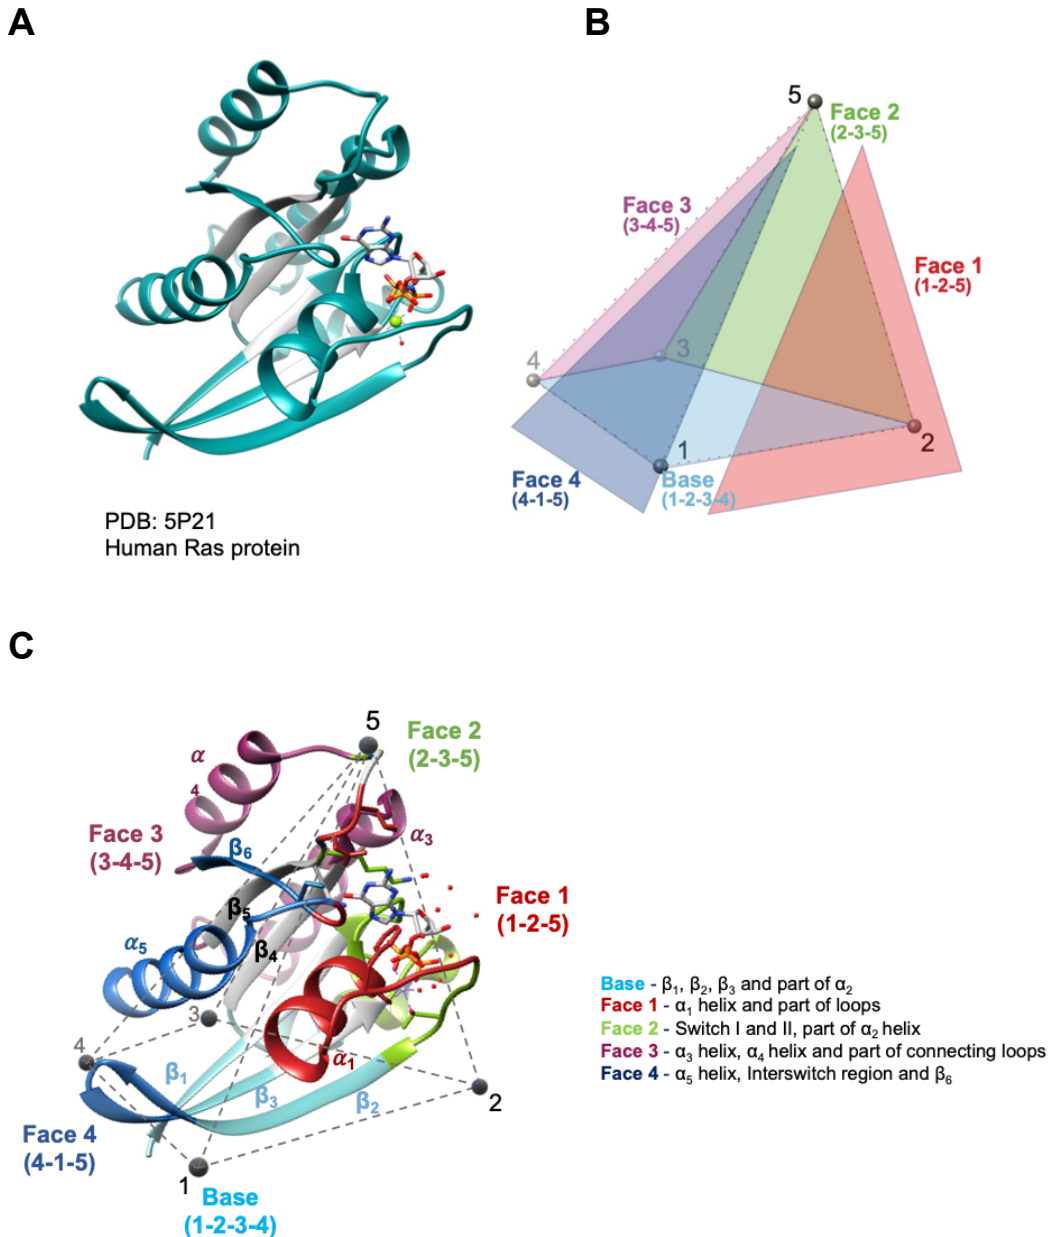 A
B
5
Face 2
(2-3-5)
Face 3
(3-4-5)
Face 1
(1-2-5)
4
3
1
2
Face 4
(4-1-5)
Base
(1-2-3-4)
PDB: 5P21
Human Ras protein
C
5
Face 2
(2-3-5)
α
4
Face 3
(3-4-5)
α3
β6
Face 1
(1-2-5)
β5
α5
β4
3
4
α1
β1
β3
β2
2
Face 4
(4-1-5)
1
Base
(1-2-3-4)
Base - β1, β2, β3 and part of α2
Face 1 - α1 helix and part of loops
Face 2 - Switch I and II, part of α2 helix
Face 3 - α3 helix, α4 helix and part of connecting loops
Face 4 - α5 helix, Interswitch region and β6